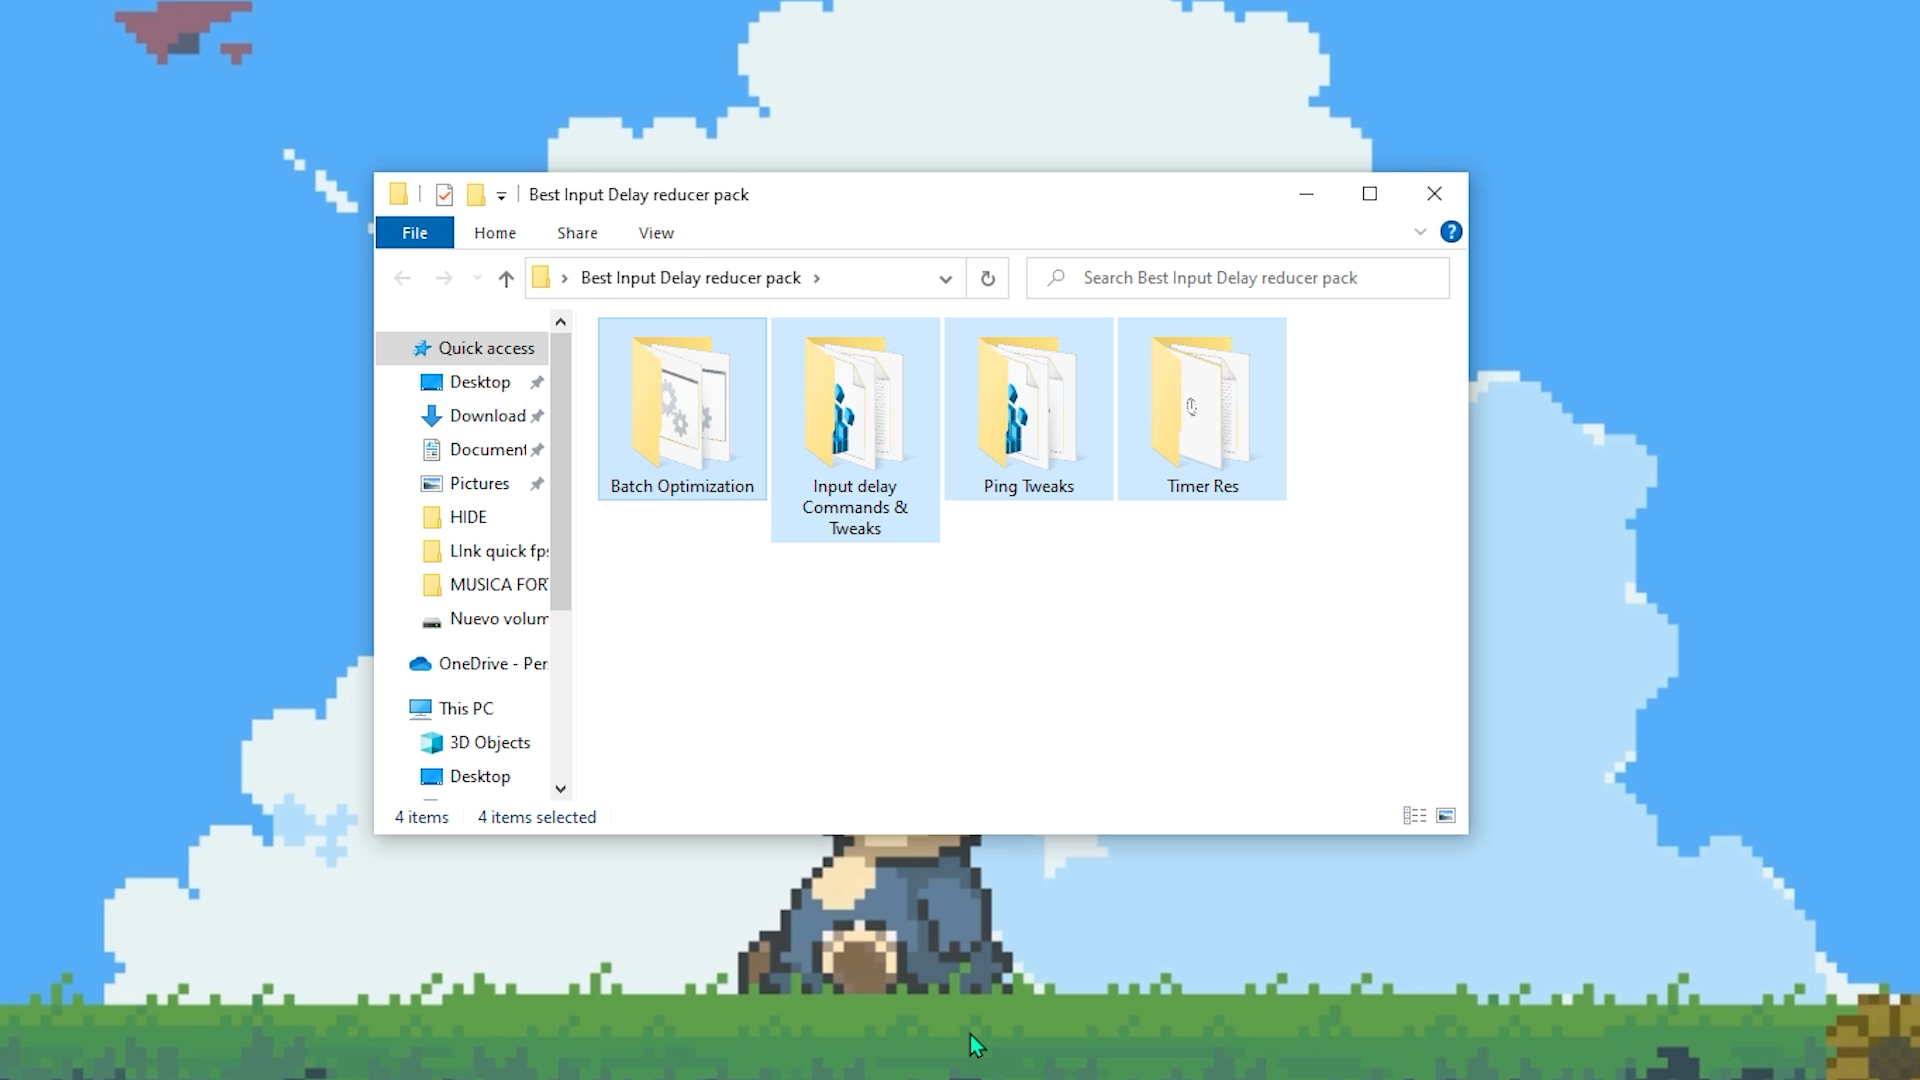 Best Input Delay reducer pack
File
Home
Share
View
?
Best Input Delay reducer pack
Search Best Input Delay reducer pack
Quick access
Desktop
Download
Document
Pictures
HIDE
LInk quick fps
MUSICA FOR
Nuevo volum
OneDrive - Per
This PC
3D Objects
Desktop
Batch Optimization
Input delay
Commands &
Tweaks
Ping Tweaks
Timer Res
4 items
4 items selected